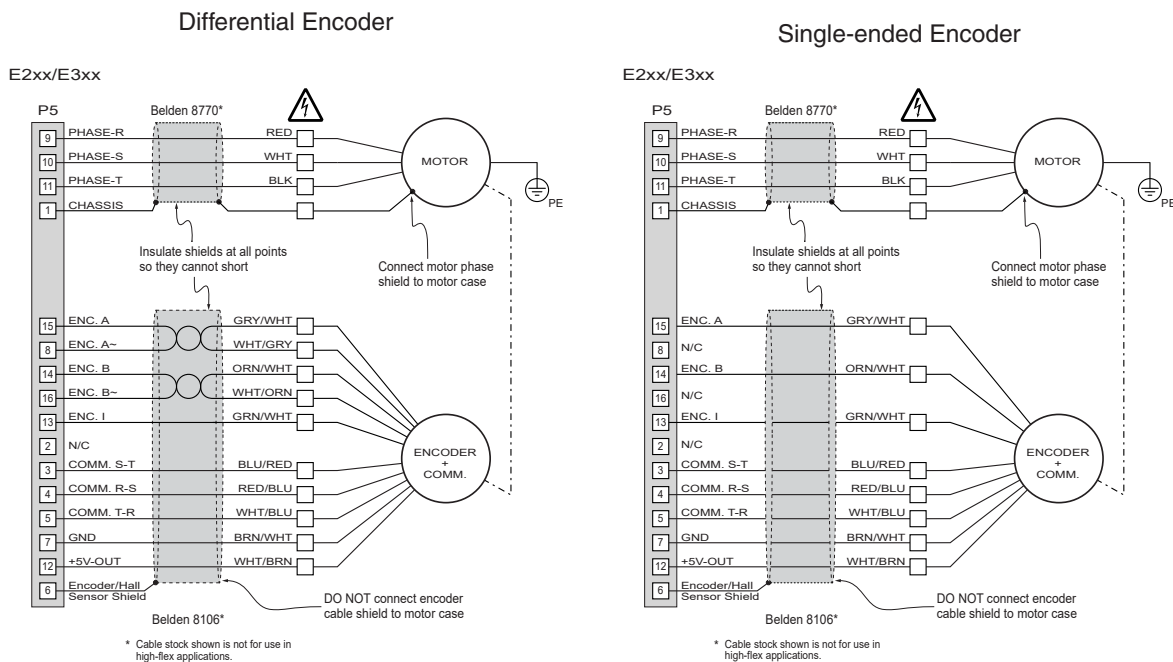 Differential Encoder
E2xx/E3xx
P5
Belden 8770*
9 PHASE-R RED
10 PHASE-S WHT
11 PHASE-T BLK
1 CHASSIS
MOTOR
PE
Insulate shields at all points
so they cannot short
Connect motor phase
shield to motor case
15 ENC. A GRY/WHT
8 ENC. A~ WHT/GRY
14 ENC. B ORN/WHT
16 ENC. B~ WHT/ORN
13 ENC. I GRN/WHT
2 N/C
3 COMM. S-T BLU/RED
4 COMM. R-S RED/BLU
5 COMM. T-R WHT/BLU
7 GND BRN/WHT
12 +5V-OUT WHT/BRN
6 Encoder/Hall
Sensor Shield
ENCODER
+
COMM.
DO NOT connect encoder
cable shield to motor case
Belden 8106*
* Cable stock shown is not for use in
high-flex applications.
Single-ended Encoder
E2xx/E3xx
P5
Belden 8770*
9 PHASE-R RED
10 PHASE-S WHT
11 PHASE-T BLK
1 CHASSIS
MOTOR
PE
Insulate shields at all points
so they cannot short
Connect motor phase
shield to motor case
15 ENC. A GRY/WHT
8 N/C
14 ENC. B ORN/WHT
16 N/C
13 ENC. I GRN/WHT
2 N/C
3 COMM. S-T BLU/RED
4 COMM. R-S RED/BLU
5 COMM. T-R WHT/BLU
7 GND BRN/WHT
12 +5V-OUT WHT/BRN
6 Encoder/Hall
Sensor Shield
ENCODER
+
COMM.
DO NOT connect encoder
cable shield to motor case
Belden 8106*
* Cable stock shown is not for use in
high-flex applications.